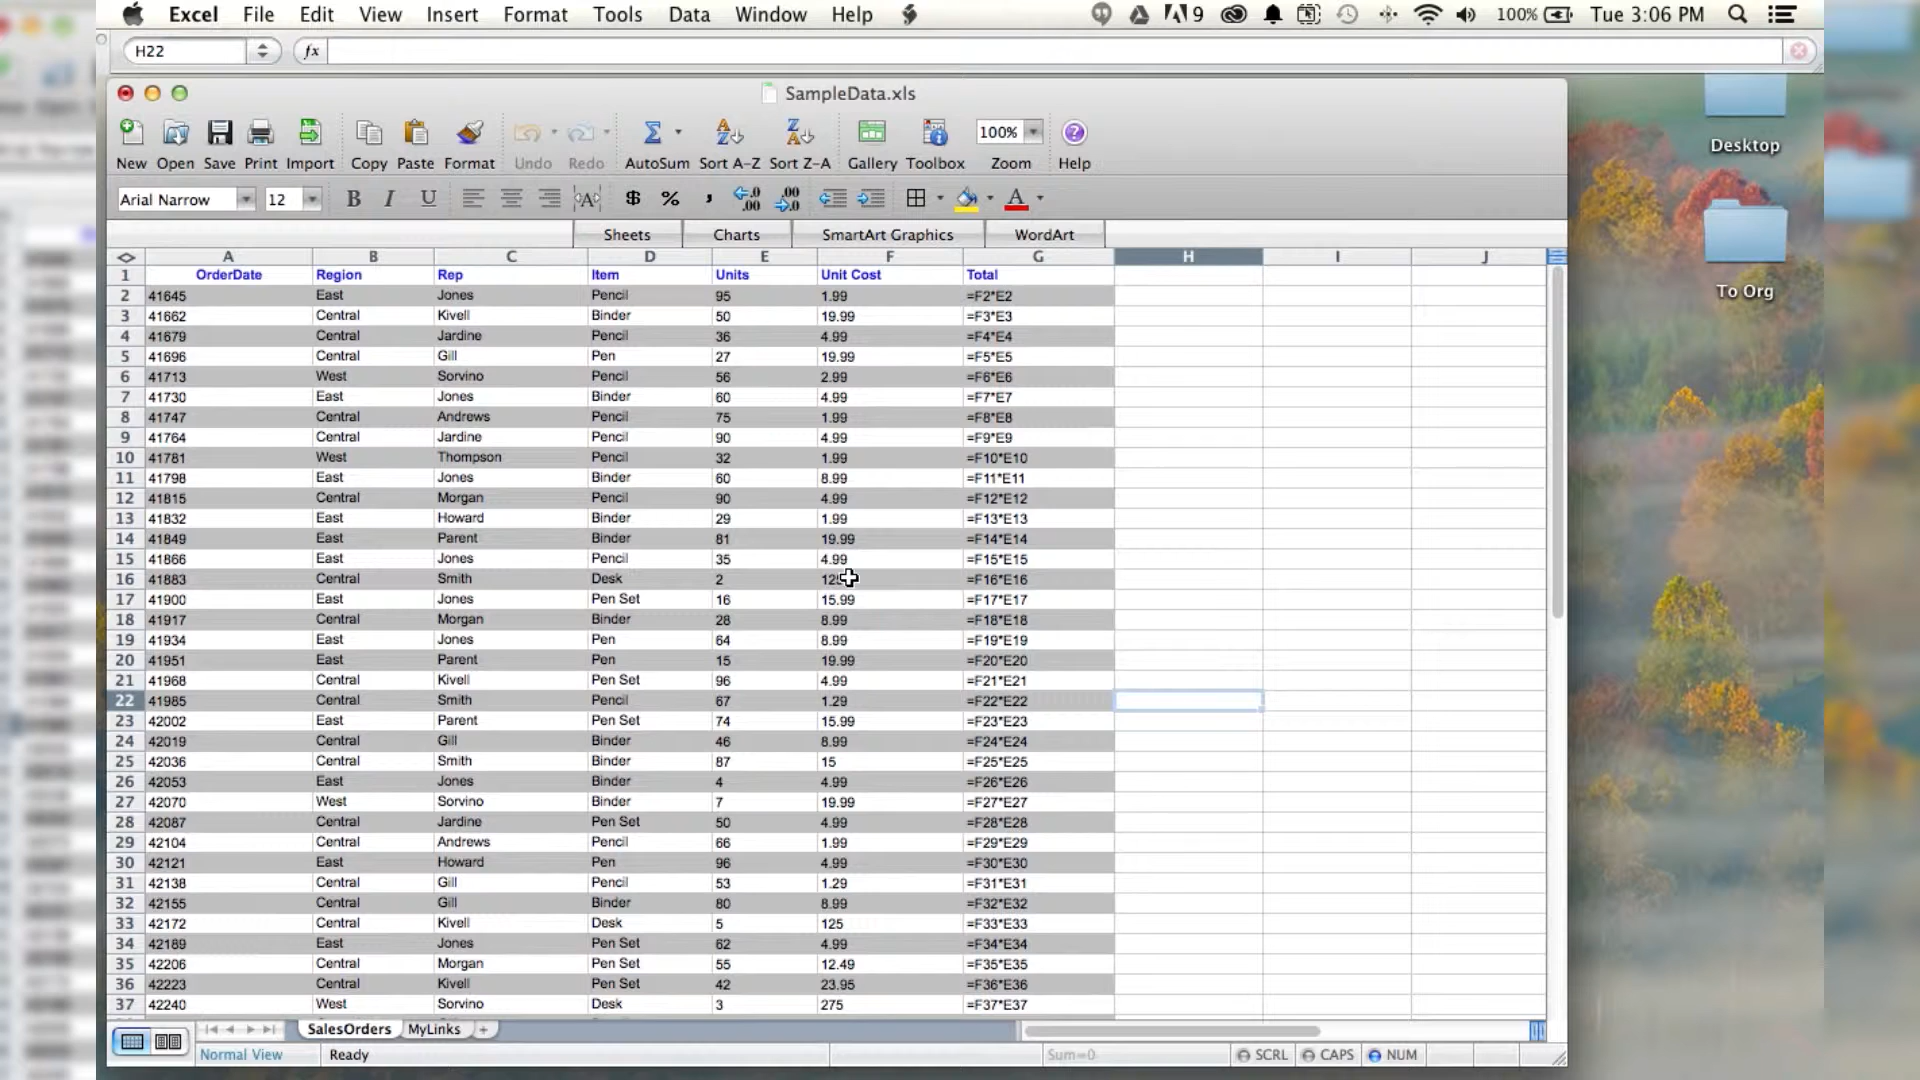 Excel File Edit View Insert Format Tools Data Window Help 9 100% Tue 3:06 PM
H22 fx
SampleData.xls
Desktop
100%
New Open Save Print Import Copy Paste Format Undo Redo AutoSum Sort A-Z Sort Z-A Gallery Toolbox Zoom Help
Arial Narrow 12 B I U $ % ,
Sheets Charts SmartArt Graphics WordArt
A B C D E F G H I J
1 OrderDate Region Rep Item Units Unit Cost Total
To Org
2 41645 East Jones Pencil 95 1.99 =F2*E2
3 41662 Central Kivell Binder 50 19.99 =F3*E3
4 41679 Central Jardine Pencil 36 4.99 =F4*E4
5 41696 Central Gill Pen 27 19.99 =F5*E5
6 41713 West Sorvino Pencil 56 2.99 =F6*E6
7 41730 East Jones Binder 60 4.99 =F7*E7
8 41747 Central Andrews Pencil 75 1.99 =F8*E8
9 41764 Central Jardine Pencil 90 4.99 =F9*E9
10 41781 West Thompson Pencil 32 1.99 =F10*E10
11 41798 East Jones Binder 60 8.99 =F11*E11
12 41815 Central Morgan Pencil 90 4.99 =F12*E12
13 41832 East Howard Binder 29 1.99 =F13*E13
14 41849 East Parent Binder 81 19.99 =F14*E14
15 41866 East Jones Pencil 35 4.99 =F15*E15
16 41883 Central Smith Desk 2 =F16*E16
17 41900 East Jones Pen Set 16 15.99 =F17*E17
18 41917 Central Morgan Binder 28 8.99 =F18*E18
19 41934 East Jones Pen 64 8.99 =F19*E19
20 41951 East Parent Pen 15 19.99 =F20*E20
21 41968 Central Kivell Pen Set 96 4.99 =F21*E21
22 41985 Central Smith Pencil 67 1.29 =F22*E22
23 42002 East Parent Pen Set 74 15.99 =F23*E23
24 42019 Central Gill Binder 46 8.99 =F24*E24
25 42036 Central Smith Binder 87 15 =F25*E25
26 42053 East Jones Binder 4 4.99 =F26*E26
27 42070 West Sorvino Binder 7 19.99 =F27*E27
28 42087 Central Jardine Pen Set 50 4.99 =F28*E28
29 42104 Central Andrews Pencil 66 1.99 =F29*E29
30 42121 East Howard Pen 96 4.99 =F30*E30
31 42138 Central Gill Pencil 53 1.29 =F31*E31
32 42155 Central Gill Binder 80 8.99 =F32*E32
33 42172 Central Kivell Desk 5 125 =F33*E33
34 42189 East Jones Pen Set 62 4.99 =F34*E34
35 42206 Central Morgan Pen Set 55 12.49 =F35*E35
36 42223 Central Kivell Pen Set 42 23.95 =F36*E36
37 42240 West Sorvino Desk 3 275 =F37*E37
SalesOrders MyLinks +
Normal View Ready Sum=0 SCRL CAPS NUM